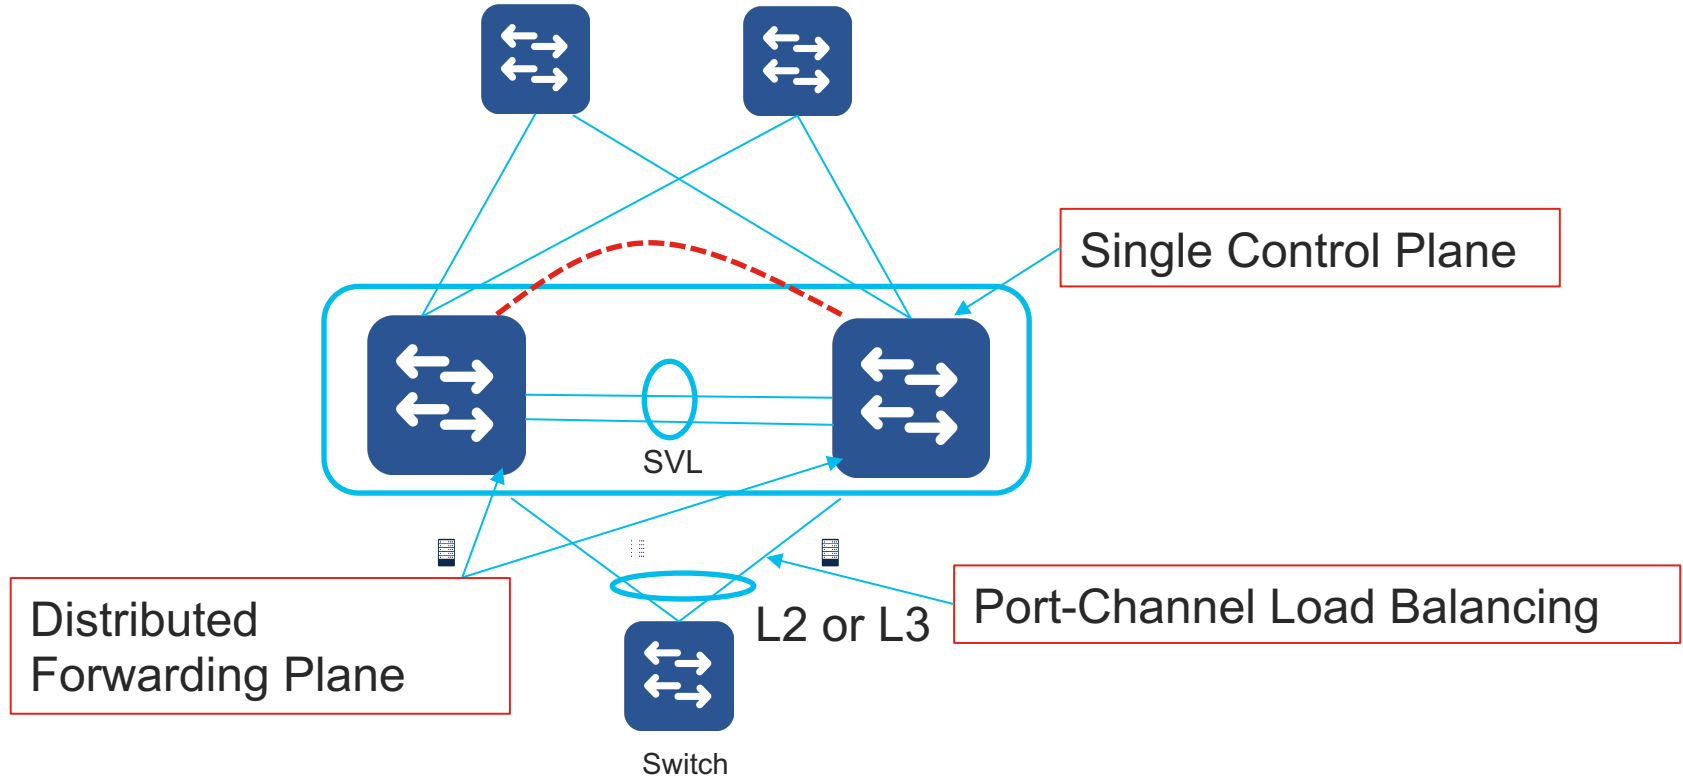 Single Control Plane
SVL
Distributed
Forwarding Plane
L2 or L3
Port-Channel Load Balancing
Switch